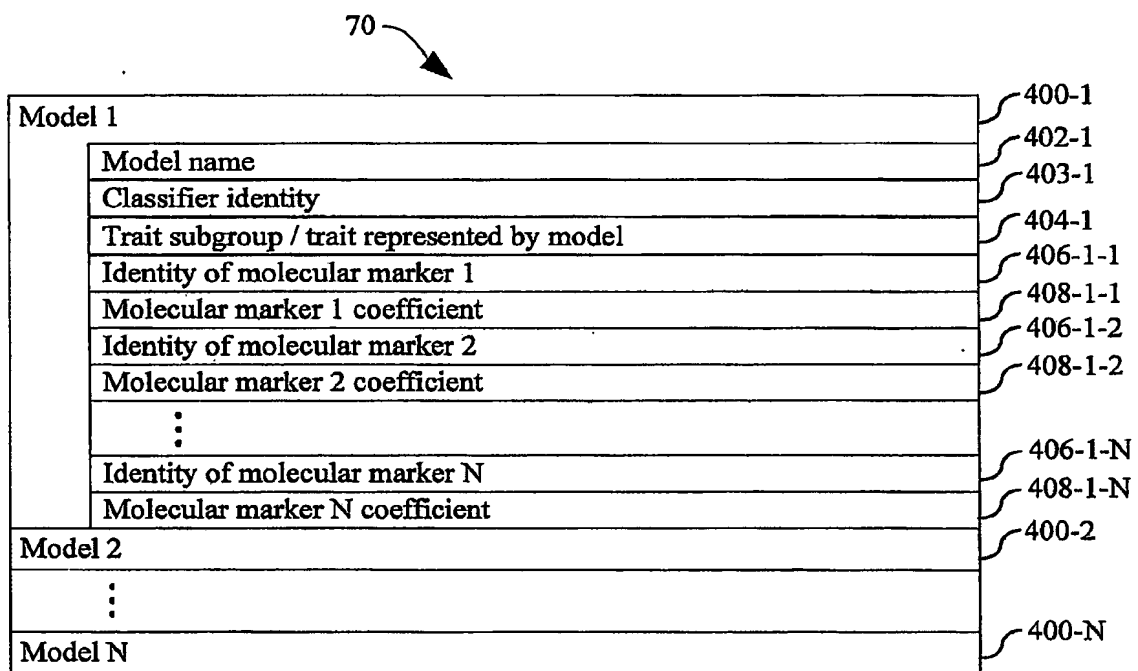 70
Model 1 400-1
Model name 402-1
Classifier identity 403-1
Trait subgroup / trait represented by model 404-1
Identity of molecular marker 1 406-1-1
Molecular marker 1 coefficient 408-1-1
Identity of molecular marker 2 406-1-2
Molecular marker 2 coefficient 408-1-2
Identity of molecular marker N 406-1-N
Molecular marker N coefficient 408-1-N
Model 2 400-2
Model N 400-N